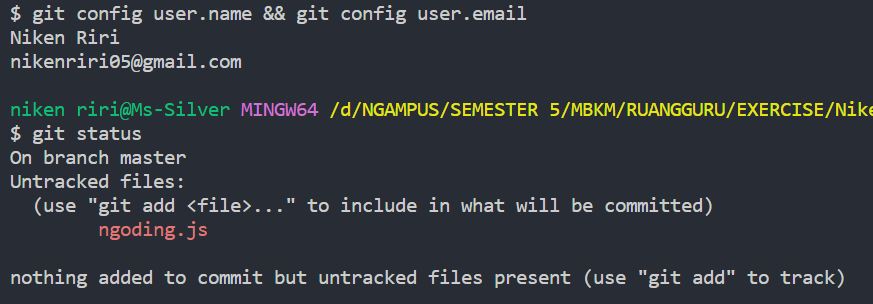 $ git config user.name && git config user.email
Niken Riri
nikenriri05@gmail.com
niken riri@Ms-Silver MINGW64 /d/NGAMPUS/SEMESTER 5/MBKM/RUANGGURU/EXERCISE/Nike
$ git status
On branch master
Untracked files:
  (use "git add <file>..." to include in what will be committed)
        ngoding.js
nothing added to commit but untracked files present (use "git add" to track)